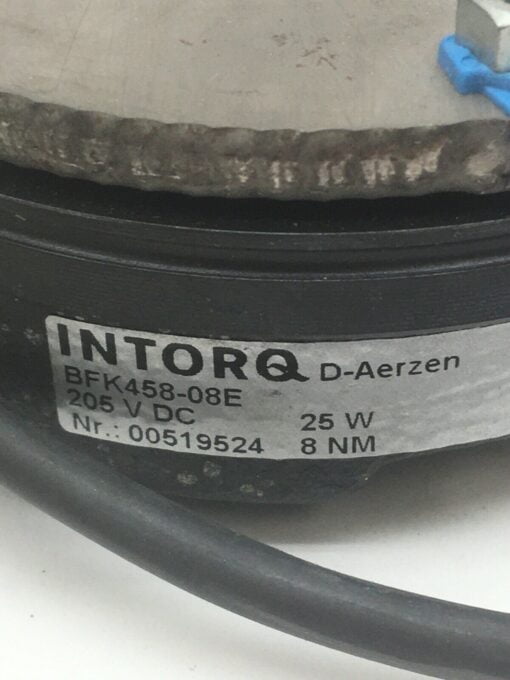 INTORQ D-Aerzen
BFK458-08E
205 V DC 25 W
Nr.: 00519524 8 NM